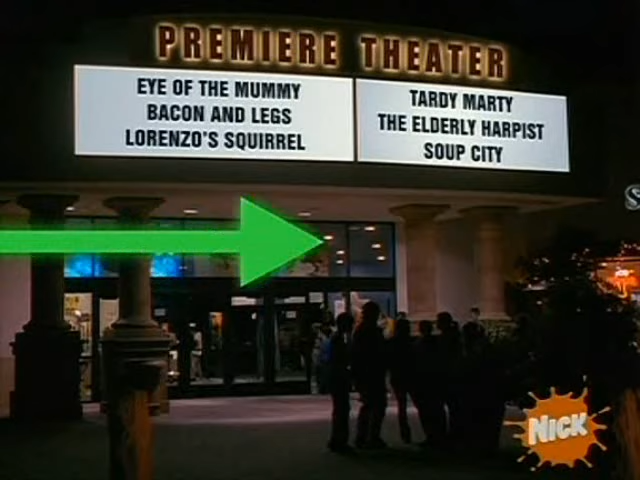 PREMIERE THEATER
EYE OF THE MUMMY
BACON AND LEGS
LORENZO'S SQUIRREL
TARDY MARTY
THE ELDERLY HARPIST
SOUP CITY
NICK